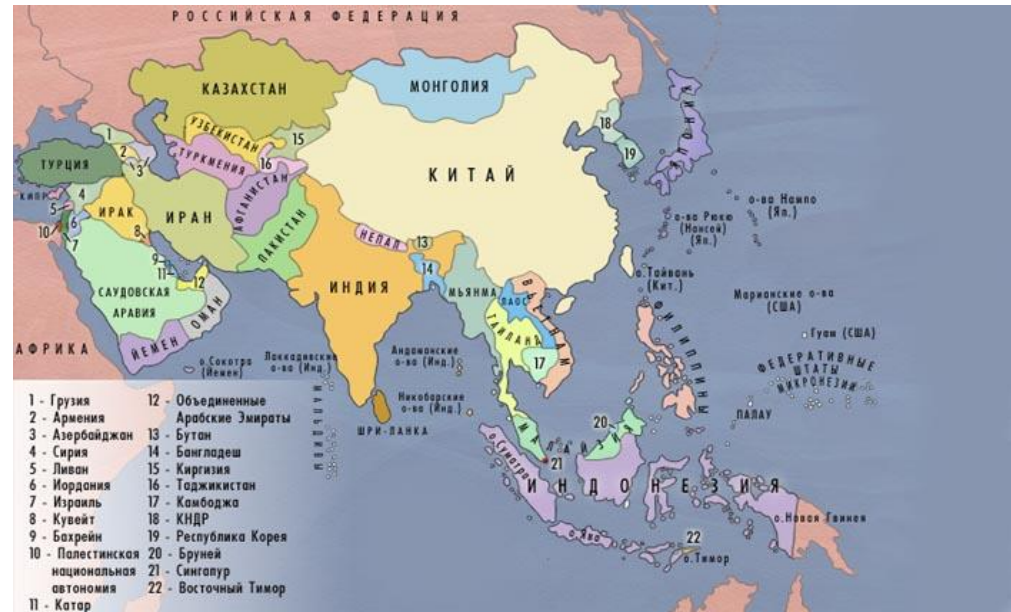 РОССИЙСКАЯ ФЕДЕРАЦИЯ
КАЗАХСТАН
МОНГОЛИЯ
УЗБЕКИСТАН
ТУРКМЕНИЯ
КИТАЙ
ЯПОНИЯ
1
2
3
15
16
18
19
ТУРЦИЯ
КИПР
4
5
6
7
8
9
10
11
12
ИРАК
ИРАН
АФГАНИСТАН
ПАКИСТАН
НЕПАЛ
13
14
ИНДИЯ
МЬЯНМА
ЛАОС
ВЬЕТНАМ
ТАИЛАНД
17
САУДОВСКАЯ
АРАВИЯ
ОМАН
ЙЕМЕН
АФРИКА
о.Сокотра
(Йемен)
Лаккадивские
о-ва (Инд.)
МАЛЬДИВЫ
ШРИ-ЛАНКА
Андаманские
о-ва (Инд.)
Никобарские
о-ва (Инд.)
о-ва Нампо
(Яп.)
о-ва Рюкю
(Нансей)
(Яп.)
о.Тайвань
(Кит.)
ФИЛИППИНЫ
Марианские о-ва
(США)
Гуам (США)
ФЕДЕРАТИВНЫЕ
ШТАТЫ
МИКРОНЕЗИИ
ПАЛАУ
20
МАЛАЙЗИЯ
21
о.Суматра
ИНДОНЕЗИЯ
о.Ява
22
о.Тимор
о.Новая Гвинея
1 - Грузия
2 - Армения
3 - Азербайджан
4 - Сирия
5 - Ливан
6 - Иордания
7 - Израиль
8 - Кувейт
9 - Бахрейн
10 - Палестинская
национальная
автономия
11 - Катар
12 - Объединенные
Арабские Эмираты
13 - Бутан
14 - Бангладеш
15 - Киргизия
16 - Таджикистан
17 - Камбоджа
18 - КНДР
19 - Республика Корея
20 - Бруней
21 - Сингапур
22 - Восточный Тимор